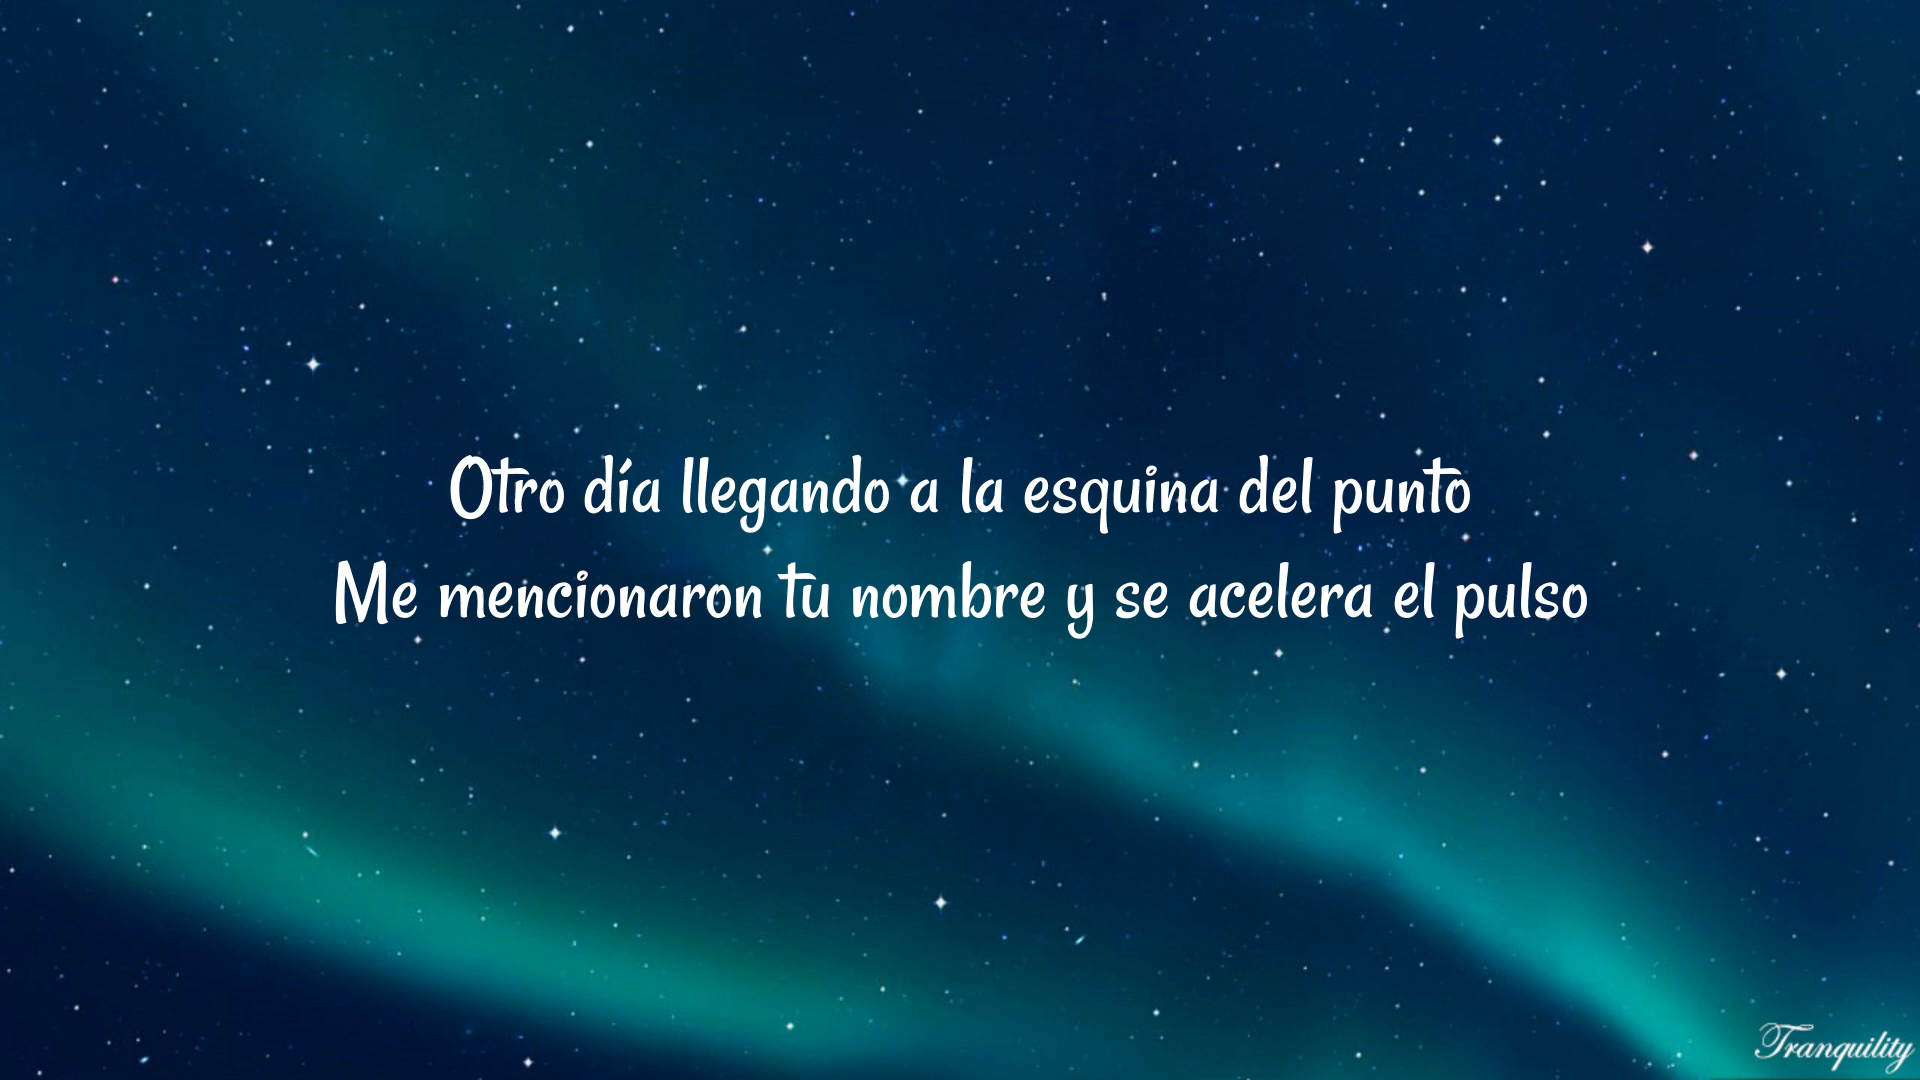 Otro día llegando a la esquina del punto
Me mencionaron tu nombre y se acelera el pulso
Tranquility